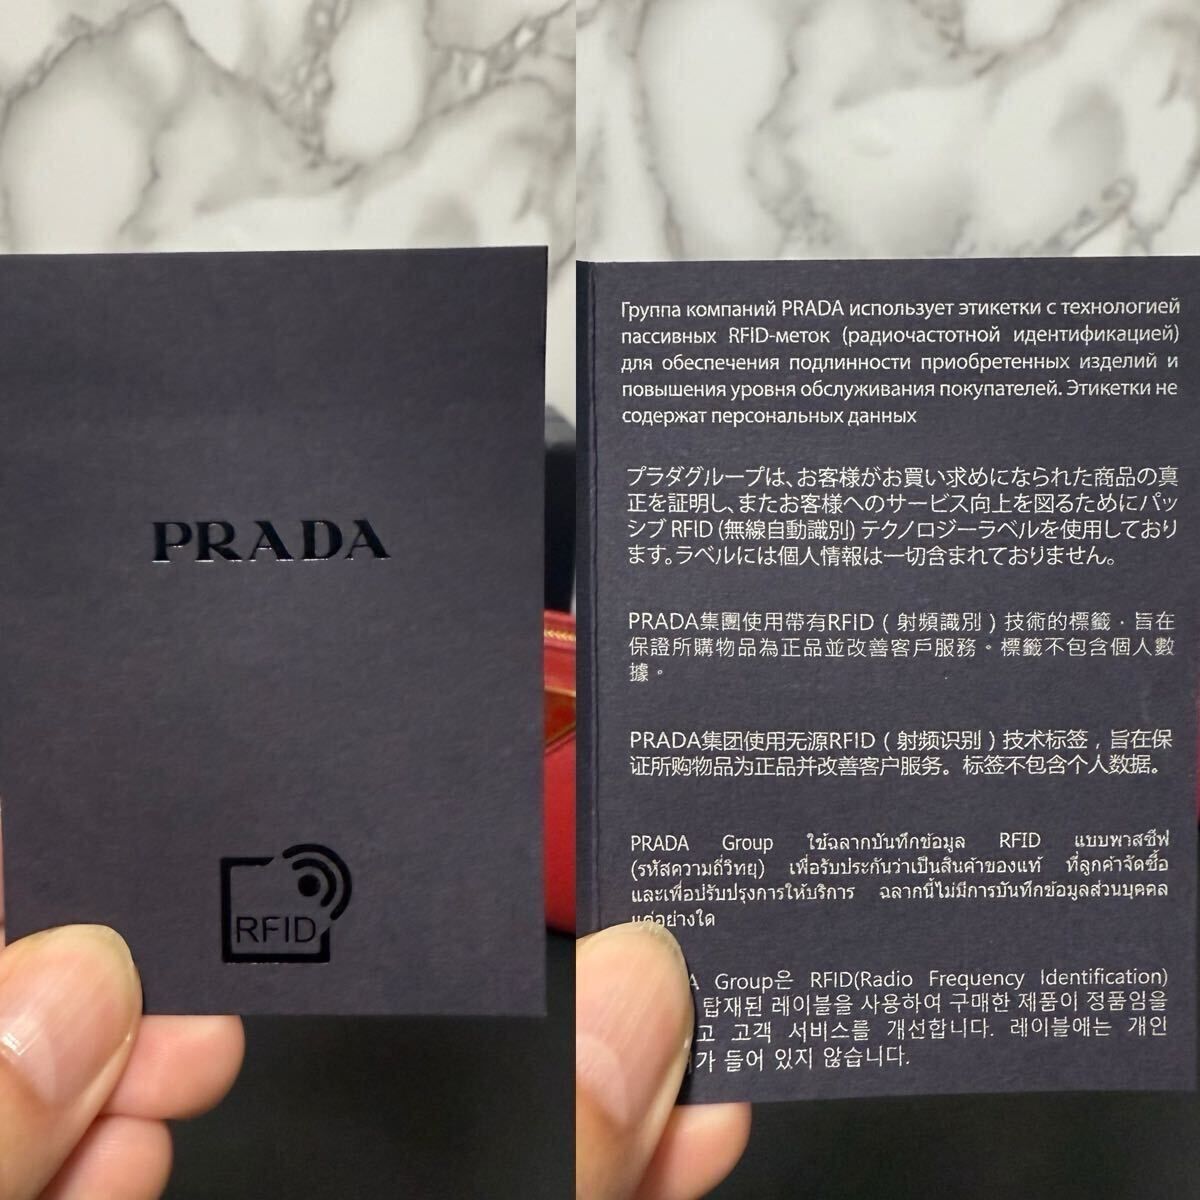 PRADA
RFID
Группа компаний PRADA использует этикетки с технологией
пассивных RFID-меток (радиочастотной идентификацией)
для обеспечения подлинности приобретенных изделий и
повышения уровня обслуживания покупателей. Этикетки не
содержат персональных данных
プラダグループは、お客様がお買い求めになられた商品の真
正を証明し、またお客様へのサービス向上を図るためにパッ
シブ RFID (無線自動識別) テクノロジーラベルを使用しており
ます。ラベルには個人情報は一切含まれておりません。
PRADA集團使用帶有RFID（射頻識別）技術的標籤，旨在
保證所購物品為正品並改善客戶服務。標籤不包含個人數
據。
PRADA集团使用无源RFID（射频识别）技术标签，旨在保
证所购物品为正品并改善客户服务。标签不包含个人数据。
PRADA Group ใช้ฉลากบันทึกข้อมูล RFID แบบพาสซีฟ
(รหัสความถี่วิทยุ) เพื่อรับประกันว่าเป็นสินค้าของแท้ ที่ลูกค้าจัดซื้อ
และเพื่อปรับปรุงการให้บริการ ฉลากนี้ไม่มีการบันทึกข้อมูลส่วนบุคคล
แต่อย่างใด
A Group은 RFID(Radio Frequency Identification)
탑재된 레이블을 사용하여 구매한 제품이 정품임을
고 고객 서비스를 개선합니다. 레이블에는 개인
가 들어 있지 않습니다.